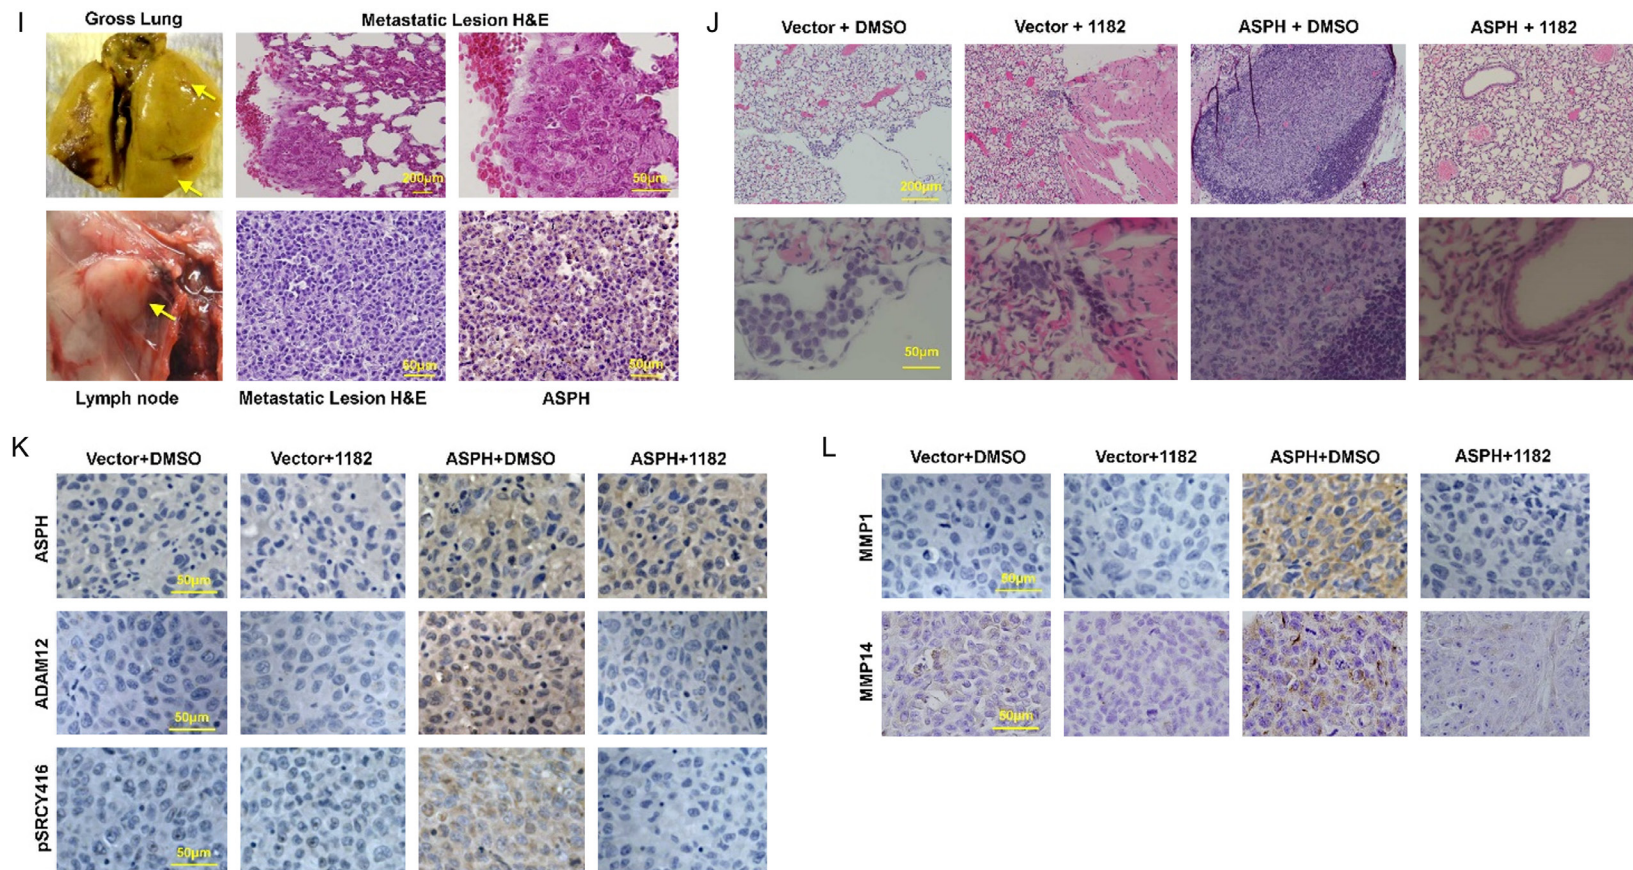 I
Gross Lung
Metastatic Lesion H&E
200μm
50μm
50μm
50μm
Lymph node
Metastatic Lesion H&E
ASPH
J
Vector + DMSO
Vector + 1182
ASPH + DMSO
ASPH + 1182
200μm
50μm
K
Vector+DMSO
Vector+1182
ASPH+DMSO
ASPH+1182
ASPH
50μm
ADAM12
50μm
pSRCY416
50μm
L
Vector+DMSO
Vector+1182
ASPH+DMSO
ASPH+1182
MMP1
50μm
MMP14
50μm